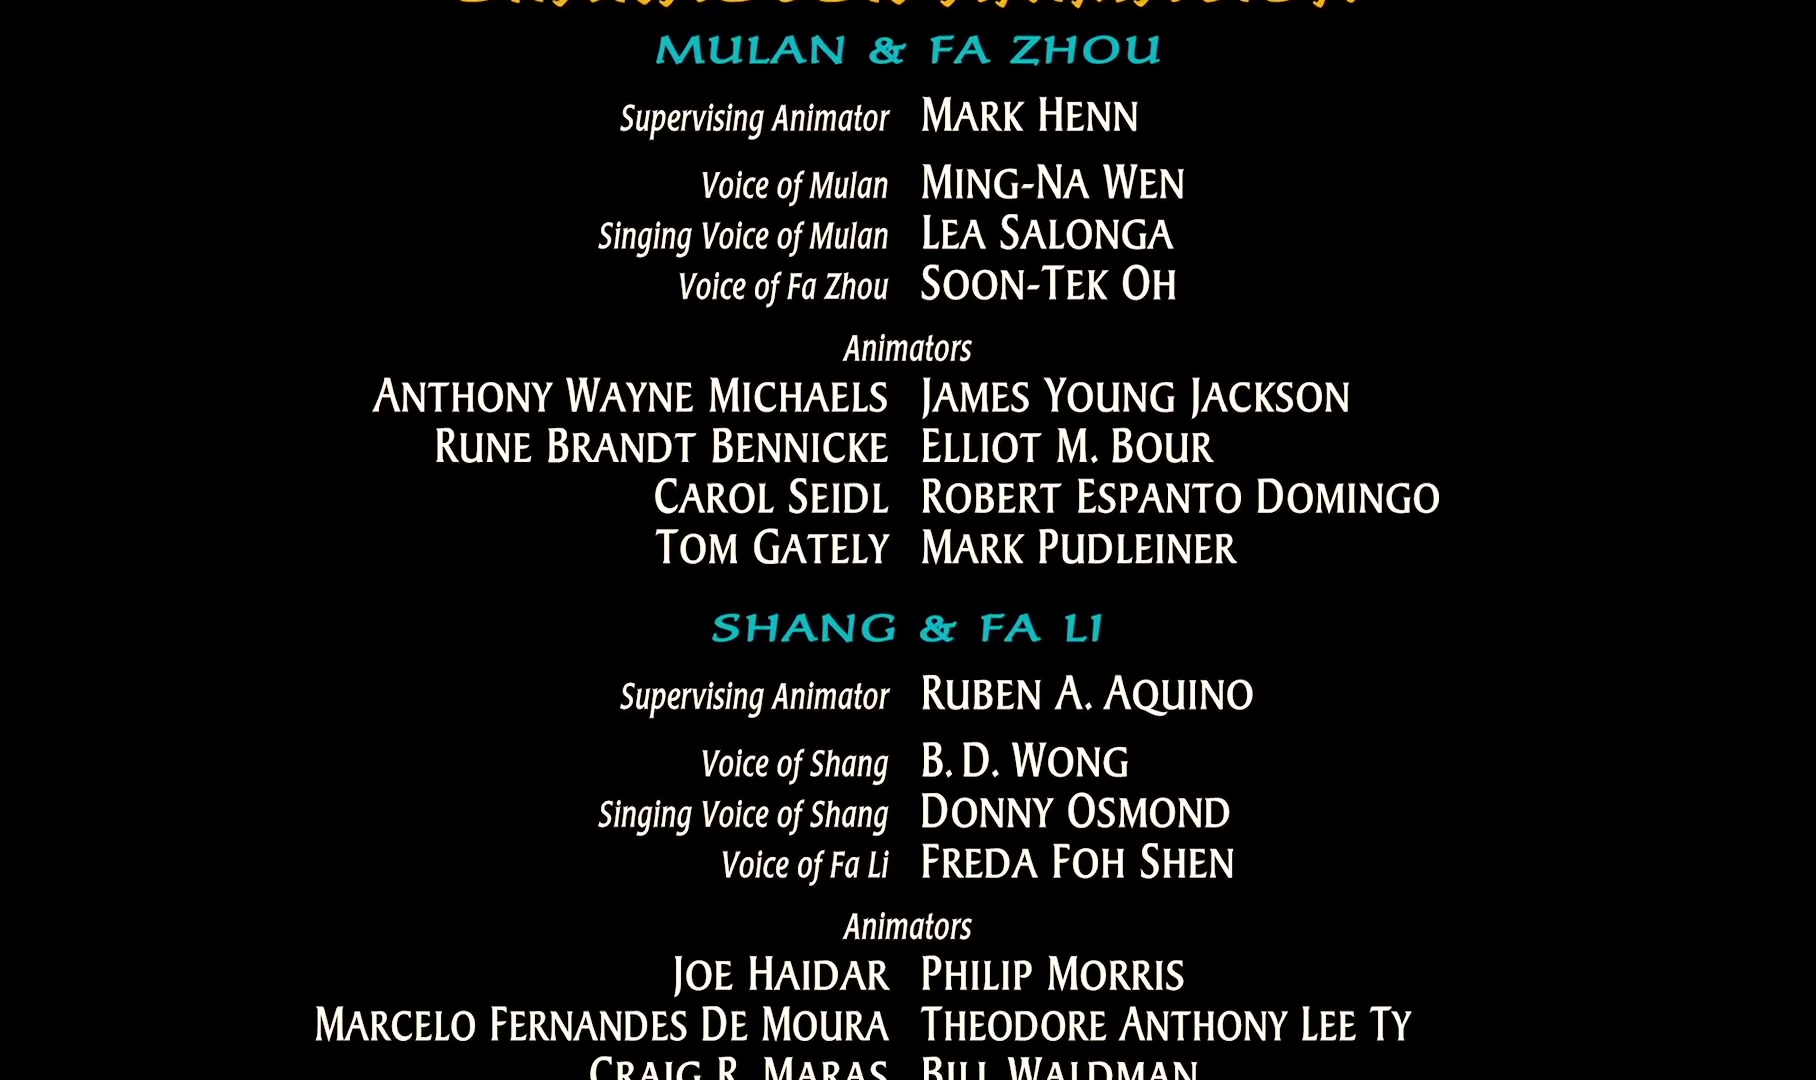 MULAN & FA ZHOU
Supervising Animator MARK HENN
Voice of Mulan MING-NA WEN
Singing Voice of Mulan LEA SALONGA
Voice of Fa Zhou SOON-TEK OH
Animators
ANTHONY WAYNE MICHAELS JAMES YOUNG JACKSON
RUNE BRANDT BENNICKE ELLIOT M. BOUR
CAROL SEIDL ROBERT ESPANTO DOMINGO
TOM GATELY MARK PUDLEINER
SHANG & FA LI
Supervising Animator RUBEN A. AQUINO
Voice of Shang B. D. WONG
Singing Voice of Shang DONNY OSMOND
Voice of Fa Li FREDA FOH SHEN
Animators
JOE HAIDAR PHILIP MORRIS
MARCELO FERNANDES DE MOURA THEODORE ANTHONY LEE TY
CRAIG R. MARAS BILL WALDMAN